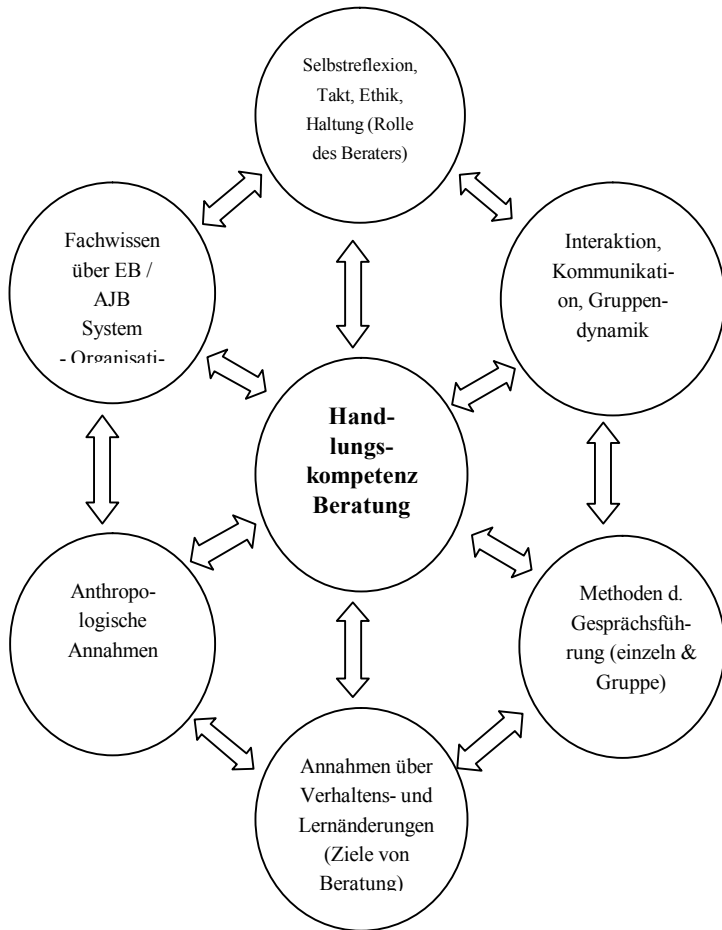 Selbstreflexion,
Takt, Ethik,
Haltung (Rolle
des Beraters)
Fachwissen
über EB /
AJB
System
- Organisati-
Interaktion,
Kommunikati-
on, Gruppen-
dynamik
Hand-
lungs-
kompetenz
Beratung
Anthropo-
logische
Annahmen
Methoden d.
Gesprächsfüh-
rung (einzeln &
Gruppe)
Annahmen über
Verhaltens- und
Lernänderungen
(Ziele von
Beratung)